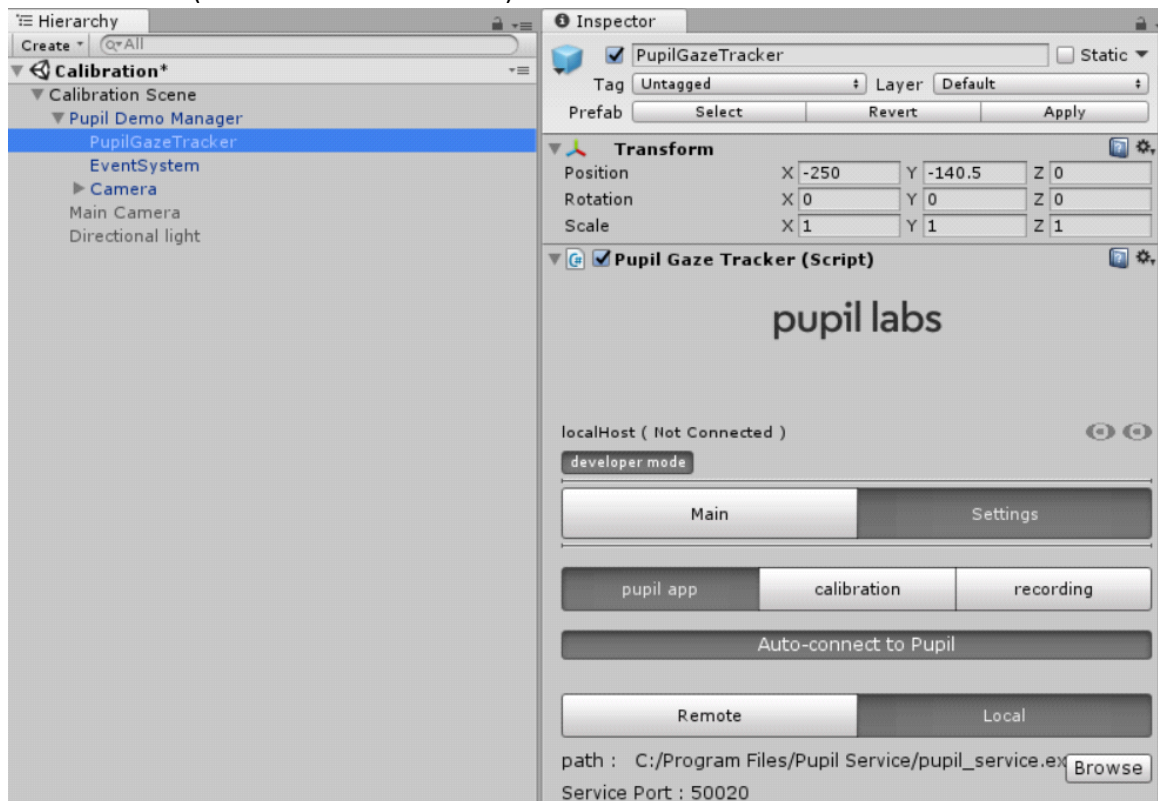 Hierarchy
Create
All
Calibration*
Calibration Scene
Pupil Demo Manager
PupilGazeTracker
EventSystem
Camera
Main Camera
Directional light
Inspector
PupilGazeTracker Static
Tag Untagged Layer Default
Prefab Select Revert Apply
Transform
Position X -250 Y -140.5 Z 0
Rotation X 0 Y 0 Z 0
Scale X 1 Y 1 Z 1
Pupil Gaze Tracker (Script)
pupil labs
localHost ( Not Connected )
developer mode
Main Settings
pupil app calibration recording
Auto-connect to Pupil
Remote Local
path : C:/Program Files/Pupil Service/pupil_service.ex Browse
Service Port : 50020